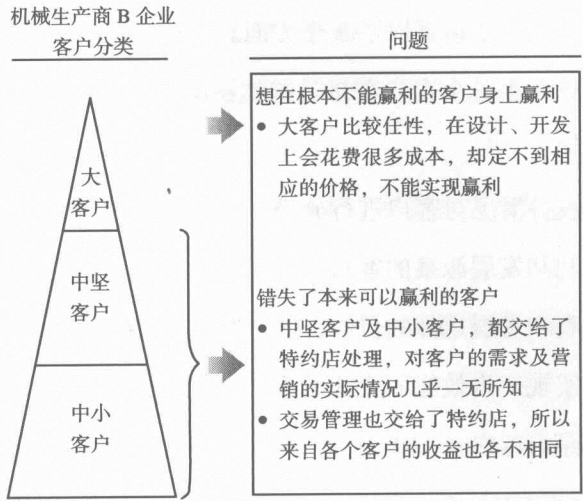 机械生产商 B 企业
客户分类
问题
大
客户
中坚
客户
中小
客户
想在根本不能赢利的客户身上赢利
• 大客户比较任性，在设计、开发
上会花费很多成本，却定不到相
应的价格，不能实现赢利
错失了本来可以赢利的客户
• 中坚客户及中小客户，都交给了
特约店处理，对客户的需求及营
销的实际情况几乎一无所知
• 交易管理也交给了特约店，所以
来自各个客户的收益也各不相同